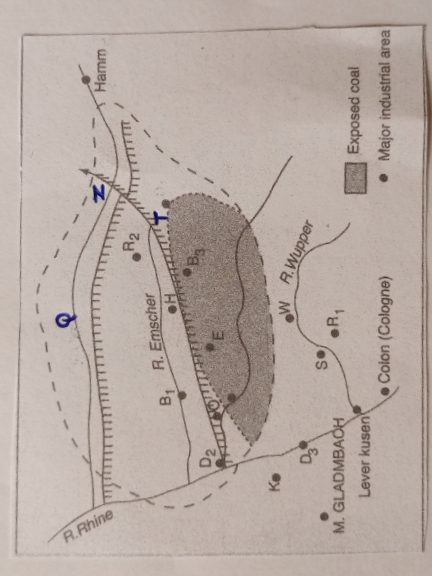 Hamm
N
T
Q
R2
B3
H
R. Emscher
E
B1
O
D2
R.Rhine
K
D3
M. GLADMBACH
Lever kusen
Colon (Cologne)
S
R1
W
R.Wupper
Exposed coal
Major industrial area